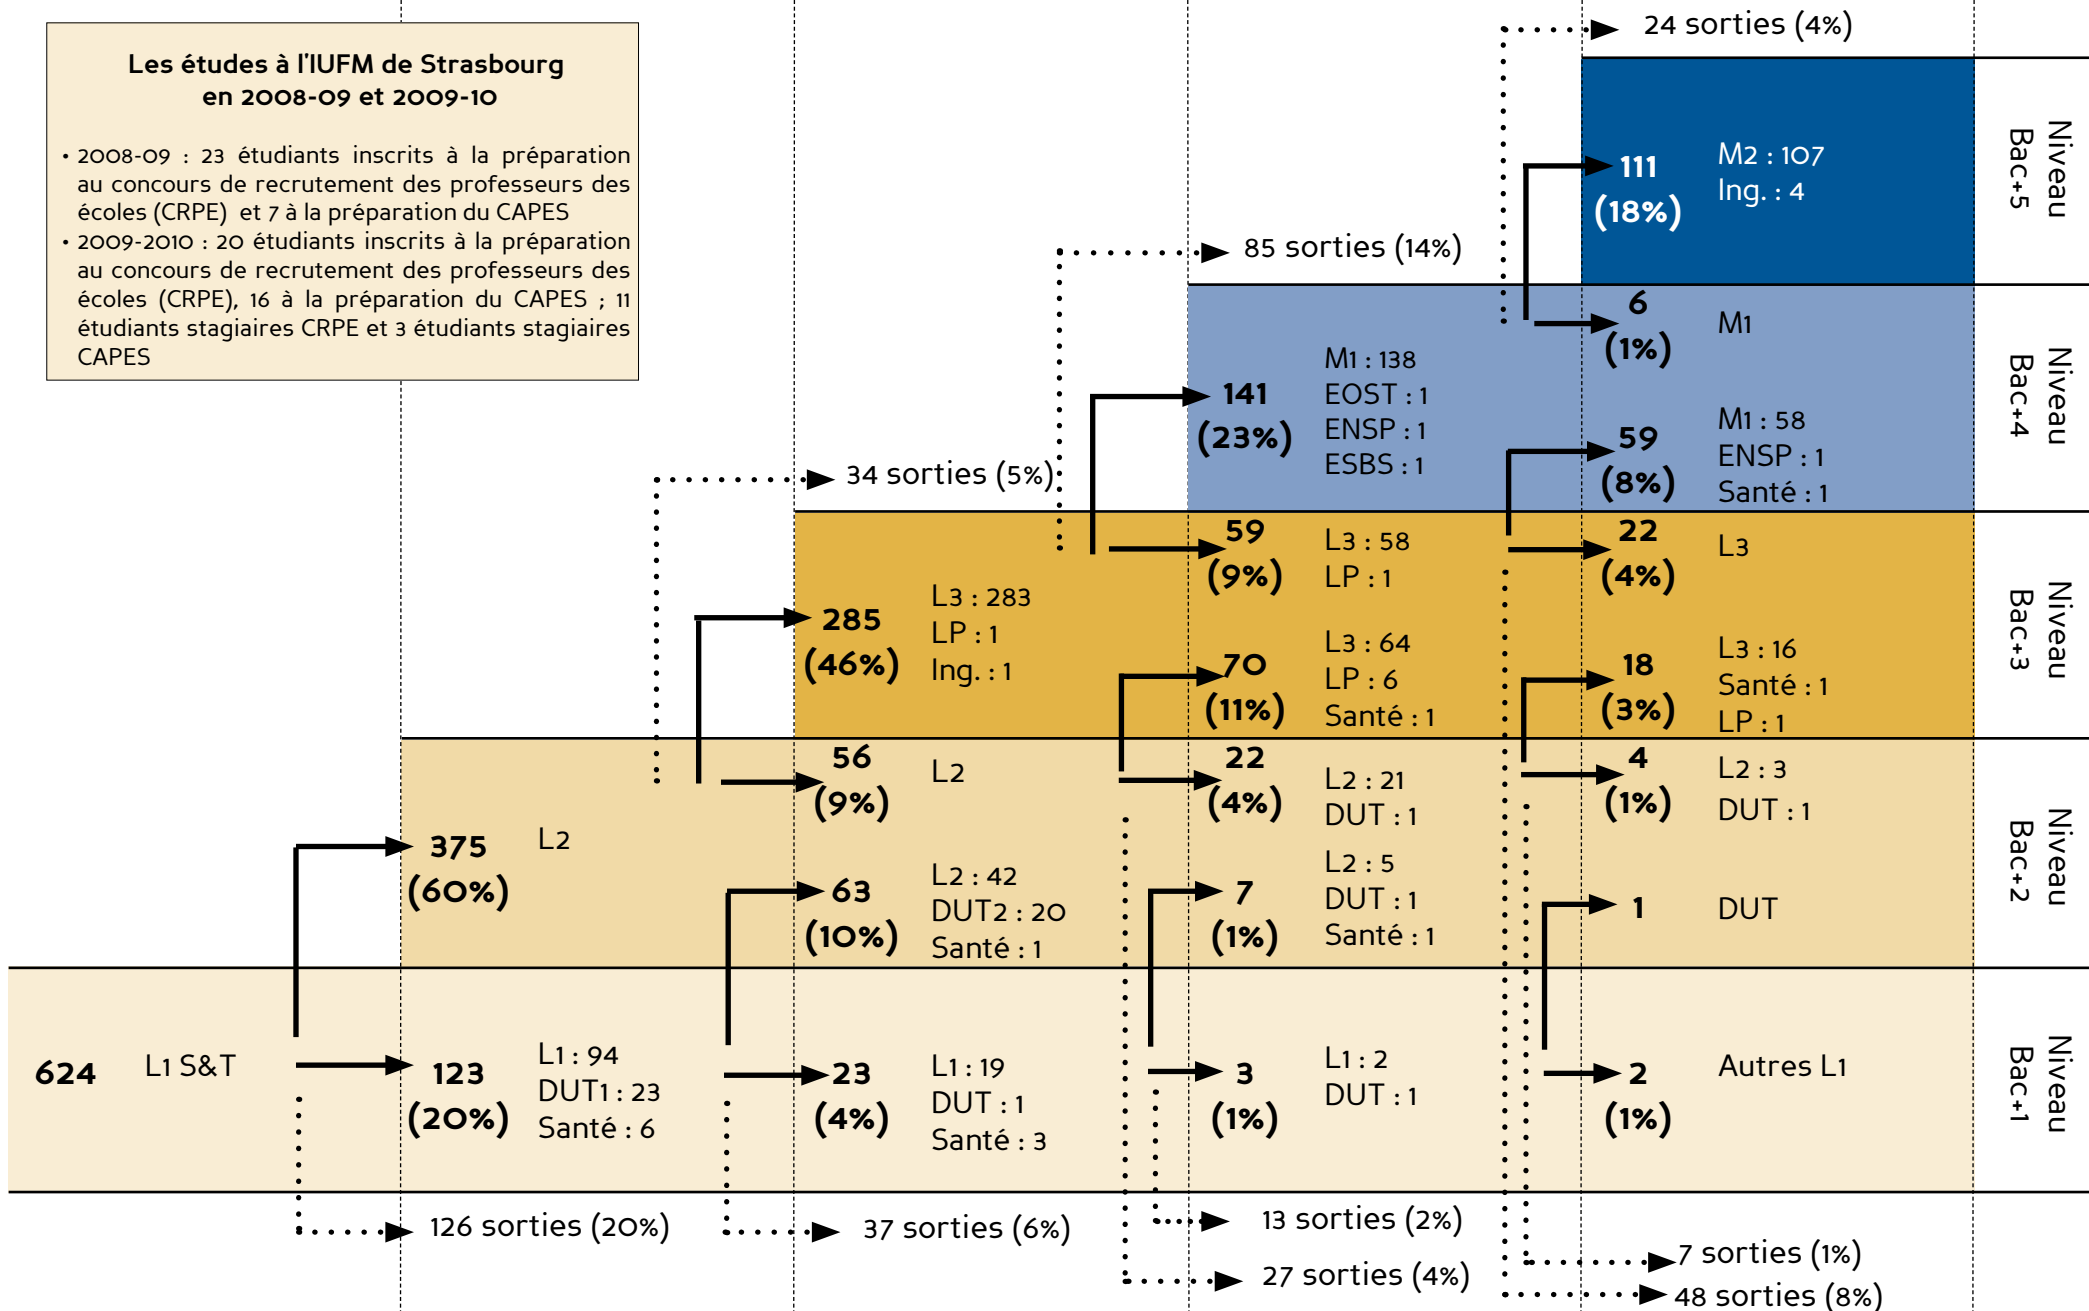 Les études à l'IUFM de Strasbourg
en 2008-09 et 2009-10
• 2008-09 : 23 étudiants inscrits à la préparation
au concours de recrutement des professeurs des
écoles (CRPE) et 7 à la préparation du CAPES
• 2009-2010 : 20 étudiants inscrits à la préparation
au concours de recrutement des professeurs des
écoles (CRPE), 16 à la préparation du CAPES ; 11
étudiants stagiaires CRPE et 3 étudiants stagiaires
CAPES
24 sorties (4%)
111
(18%)
M2 : 107
Ing. : 4
Niveau
Bac+5
85 sorties (14%)
141
(23%)
M1 : 138
EOST : 1
ENSP : 1
ESBS : 1
6
(1%)
M1
59
(8%)
M1 : 58
ENSP : 1
Santé : 1
Niveau
Bac+4
34 sorties (5%)
285
(46%)
L3 : 283
LP : 1
Ing. : 1
59
(9%)
L3 : 58
LP : 1
70
(11%)
L3 : 64
LP : 6
Santé : 1
22
(4%)
L3
18
(3%)
L3 : 16
Santé : 1
LP : 1
Niveau
Bac+3
375
(60%)
L2
56
(9%)
L2
63
(10%)
L2 : 42
DUT2 : 20
Santé : 1
22
(4%)
L2 : 21
DUT : 1
7
(1%)
L2 : 5
DUT : 1
Santé : 1
4
(1%)
L2 : 3
DUT : 1
1
DUT
Niveau
Bac+2
624
L1 S&T
123
(20%)
L1 : 94
DUT1 : 23
Santé : 6
23
(4%)
L1 : 19
DUT : 1
Santé : 3
3
(1%)
L1 : 2
DUT : 1
2
(1%)
Autres L1
Niveau
Bac+1
126 sorties (20%)
37 sorties (6%)
13 sorties (2%)
27 sorties (4%)
7 sorties (1%)
48 sorties (8%)